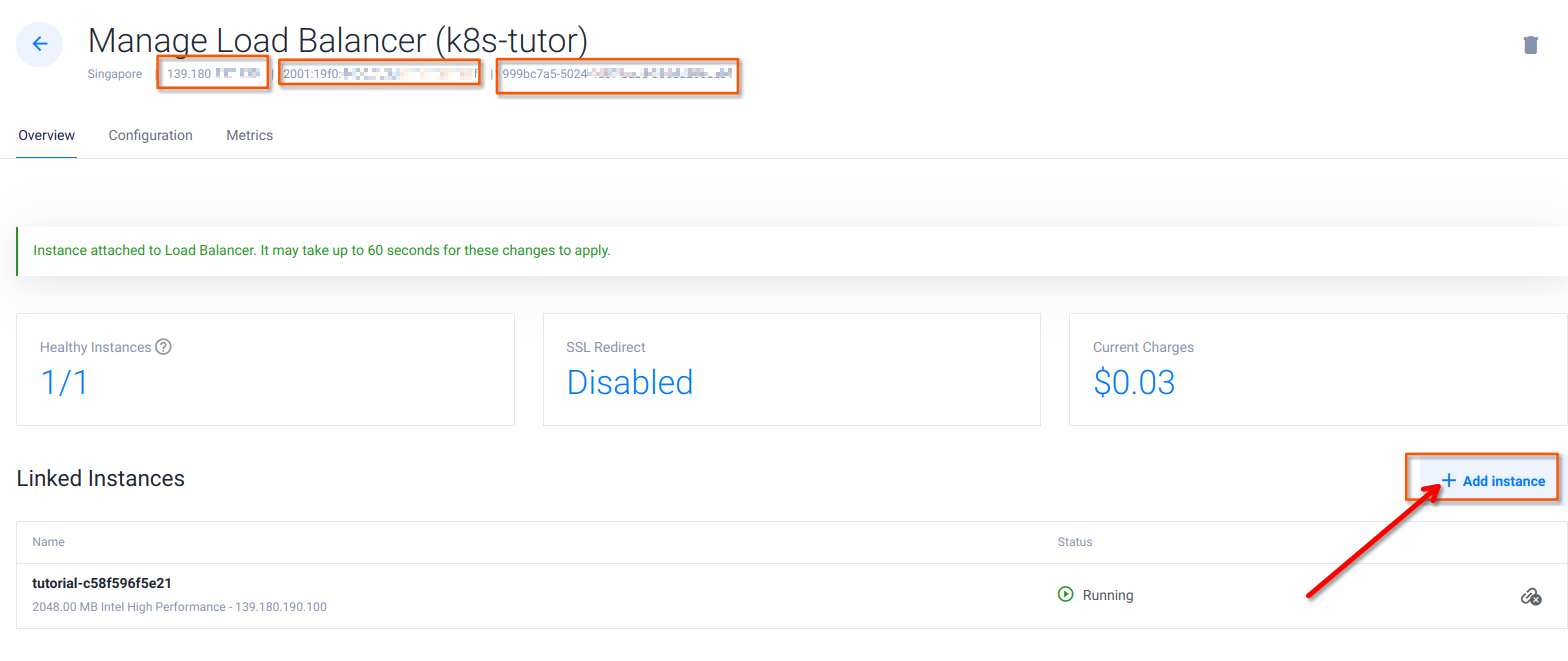 Manage Load Balancer (k8s-tutor)
Singapore | 139.180 | 2001:19f0: | 999bc7a5-5024
Overview Configuration Metrics
Instance attached to Load Balancer. It may take up to 60 seconds for these changes to apply.
Healthy Instances ?
1/1
SSL Redirect
Disabled
Current Charges
$0.03
Linked Instances
+ Add instance
Name Status
tutorial-c58f596f5e21
2048.00 MB Intel High Performance - 139.180.190.100
Running